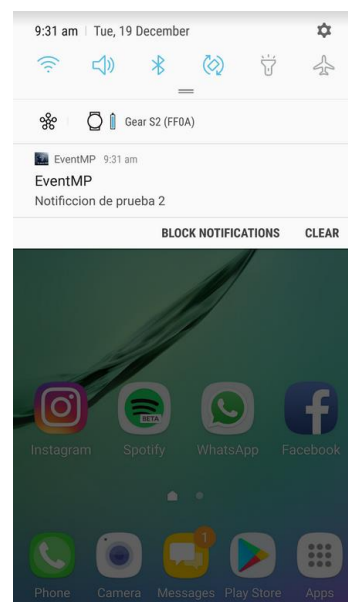 9:31 am | Tue, 19 December
Gear S2 (FF0A)
EventMP 9:31 am
EventMP
Notificcion de prueba 2
BLOCK NOTIFICATIONS CLEAR
BETA
Instagram Spotify WhatsApp Facebook
1
Phone Camera Messages Play Store Apps